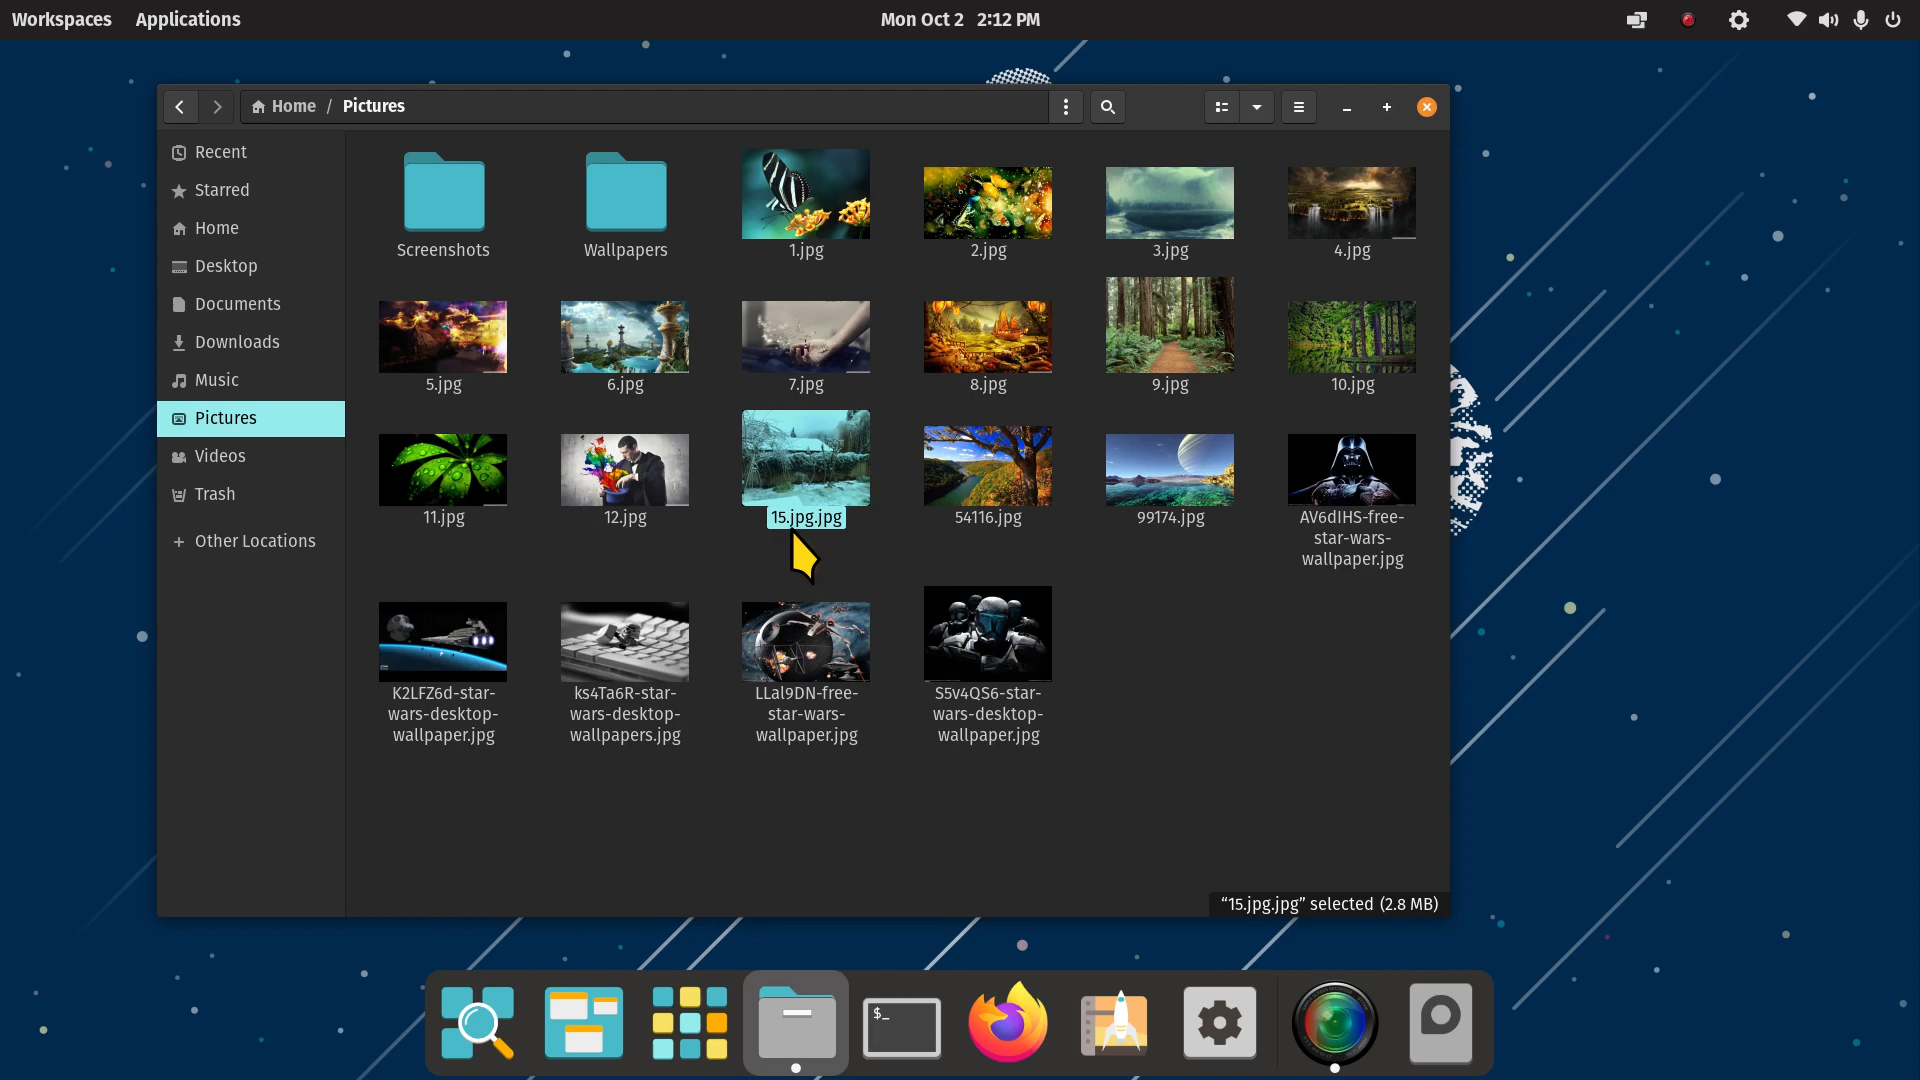 Workspaces Applications Mon Oct 2 2:12 PM
Home / Pictures
Recent
Starred
Home
Desktop
Documents
Downloads
Music
Pictures
Videos
Trash
+ Other Locations
Screenshots Wallpapers 1.jpg 2.jpg 3.jpg 4.jpg
5.jpg 6.jpg 7.jpg 8.jpg 9.jpg 10.jpg
11.jpg 12.jpg 15.jpg.jpg 54116.jpg 99174.jpg AV6dIHS-free-
star-wars-
wallpaper.jpg
K2LFZ6d-star- ks4Ta6R-star- LLal9DN-free- S5v4QS6-star-
wars-desktop- wars-desktop- star-wars- wars-desktop-
wallpaper.jpg wallpapers.jpg wallpaper.jpg wallpaper.jpg
“15.jpg.jpg” selected (2.8 MB)
$_